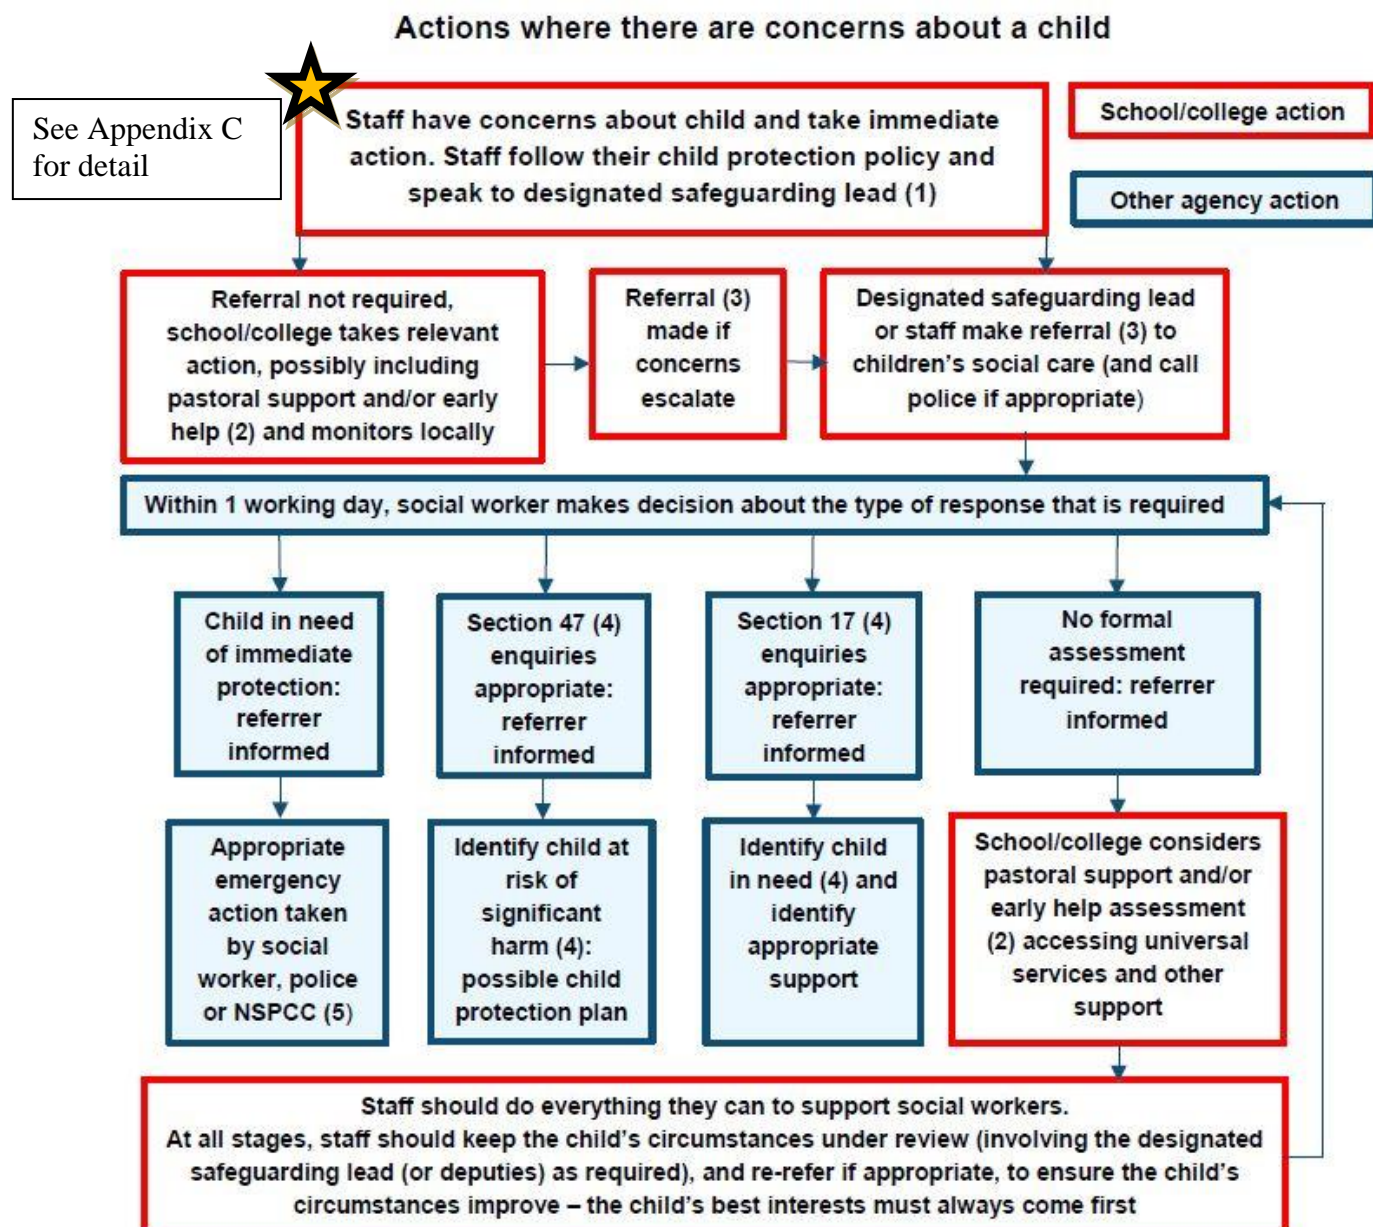 Actions where there are concerns about a child
See Appendix C
for detail
Staff have concerns about child and take immediate
action. Staff follow their child protection policy and
speak to designated safeguarding lead (1)
School/college action
Other agency action
Referral not required,
school/college takes relevant
action, possibly including
pastoral support and/or early
help (2) and monitors locally
Referral (3)
made if
concerns
escalate
Designated safeguarding lead
or staff make referral (3) to
children’s social care (and call
police if appropriate)
Within 1 working day, social worker makes decision about the type of response that is required
Child in need
of immediate
protection:
referrer
informed
Section 47 (4)
enquiries
appropriate:
referrer
informed
Section 17 (4)
enquiries
appropriate:
referrer
informed
No formal
assessment
required: referrer
informed
Appropriate
emergency
action taken
by social
worker, police
or NSPCC (5)
Identify child at
risk of
significant
harm (4):
possible child
protection plan
Identify child
in need (4) and
identify
appropriate
support
School/college considers
pastoral support and/or
early help assessment
(2) accessing universal
services and other
support
Staff should do everything they can to support social workers.
At all stages, staff should keep the child’s circumstances under review (involving the designated
safeguarding lead (or deputies) as required), and re-refer if appropriate, to ensure the child’s
circumstances improve – the child’s best interests must always come first